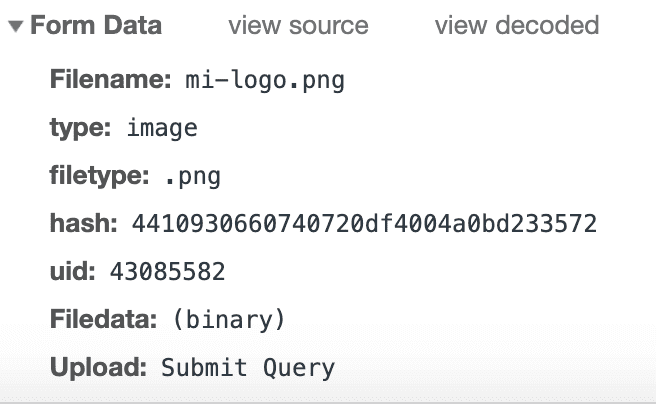 ▼ Form Data view source view decoded
Filename: mi-logo.png
type: image
filetype: .png
hash: 4410930660740720df4004a0bd233572
uid: 43085582
Filedata: (binary)
Upload: Submit Query